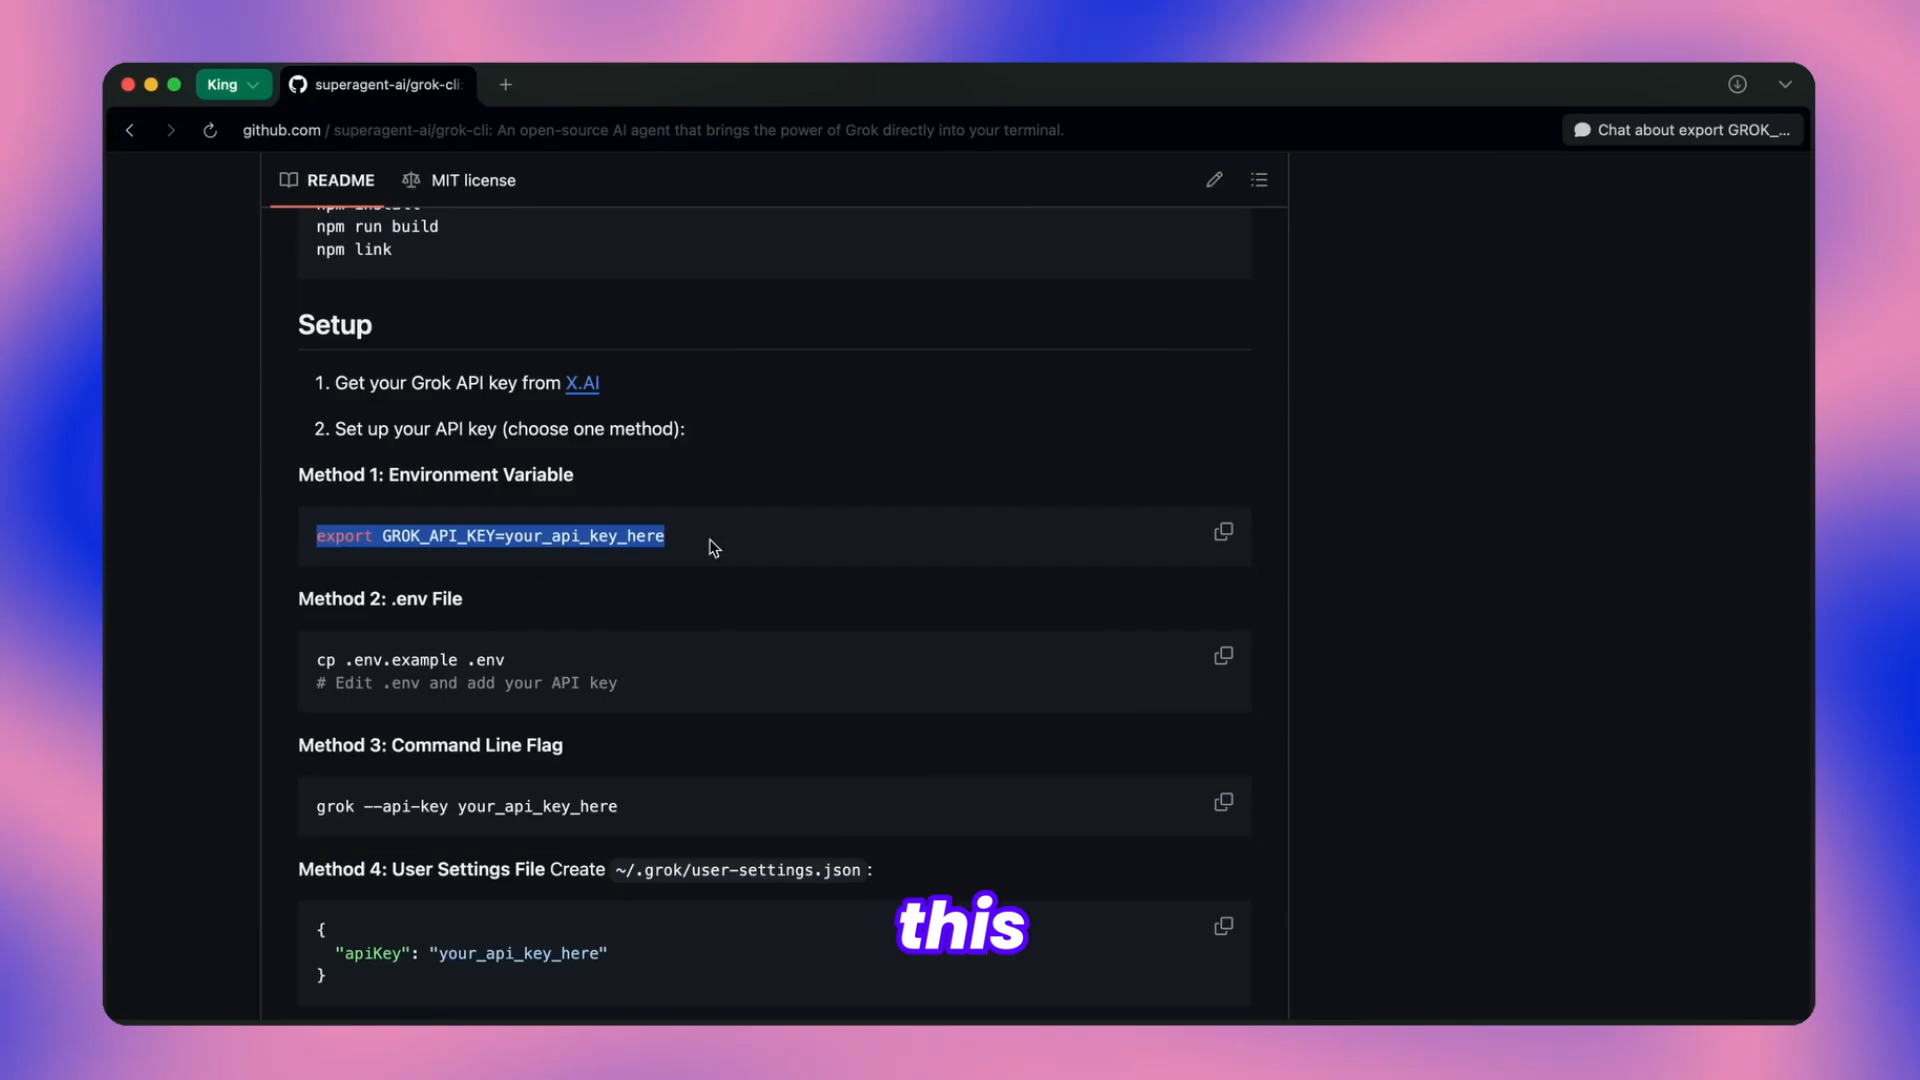 King
superagent-ai/grok-cli:
github.com / superagent-ai/grok-cli: An open-source AI agent that brings the power of Grok directly into your terminal.
Chat about export GROK_...
README
MIT license
npm install
npm run build
npm link
Setup
1. Get your Grok API key from X.AI
2. Set up your API key (choose one method):
Method 1: Environment Variable
export GROK_API_KEY=your_api_key_here
Method 2: .env File
cp .env.example .env
# Edit .env and add your API key
Method 3: Command Line Flag
grok --api-key your_api_key_here
Method 4: User Settings File Create ~/.grok/user-settings.json :
{
"apiKey": "your_api_key_here"
}
this